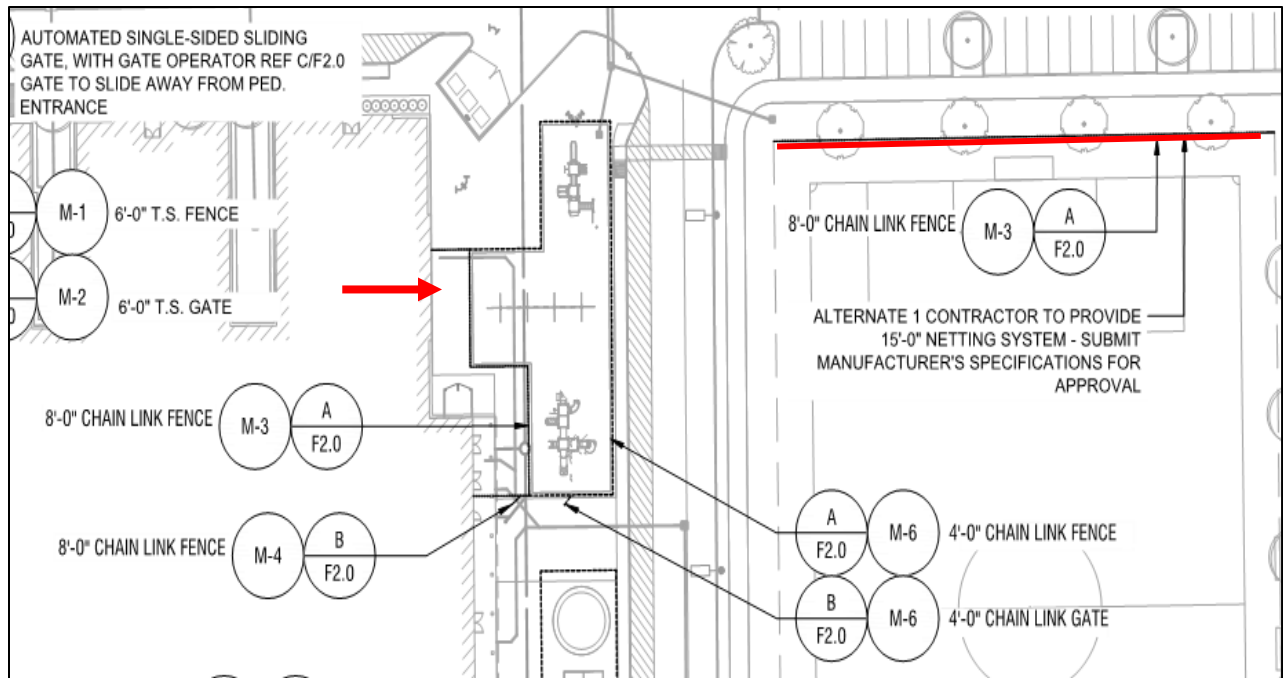 AUTOMATED SINGLE-SIDED SLIDING
GATE, WITH GATE OPERATOR REF C/F2.0
GATE TO SLIDE AWAY FROM PED.
ENTRANCE
M-1
6'-0" T.S. FENCE
M-2
6'-0" T.S. GATE
8'-0" CHAIN LINK FENCE
M-3
A
F2.0
ALTERNATE 1 CONTRACTOR TO PROVIDE
15'-0" NETTING SYSTEM - SUBMIT
MANUFACTURER'S SPECIFICATIONS FOR
APPROVAL
8'-0" CHAIN LINK FENCE
M-3
A
F2.0
8'-0" CHAIN LINK FENCE
M-4
B
F2.0
A
F2.0
M-6
4'-0" CHAIN LINK FENCE
B
F2.0
M-6
4'-0" CHAIN LINK GATE